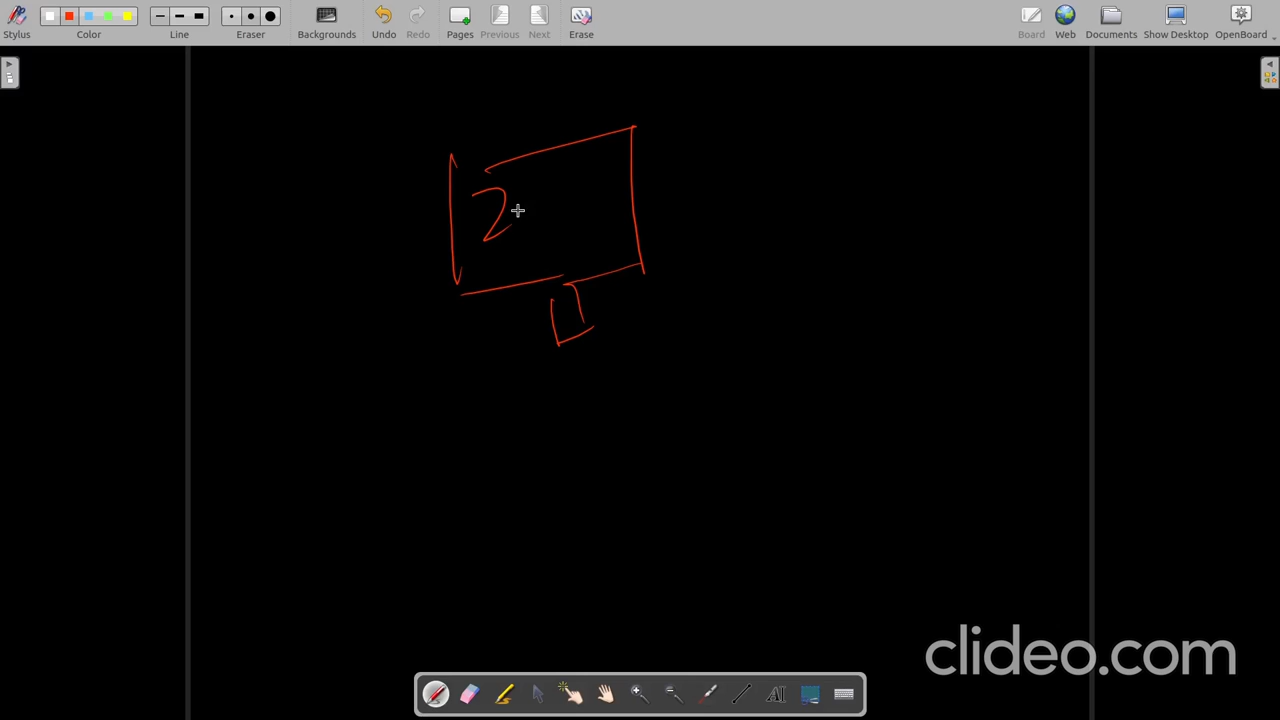 Stylus Color Line Eraser Backgrounds Undo Redo Pages Previous Next Erase Board Web Documents Show Desktop OpenBoard
2
clideo.com
AI